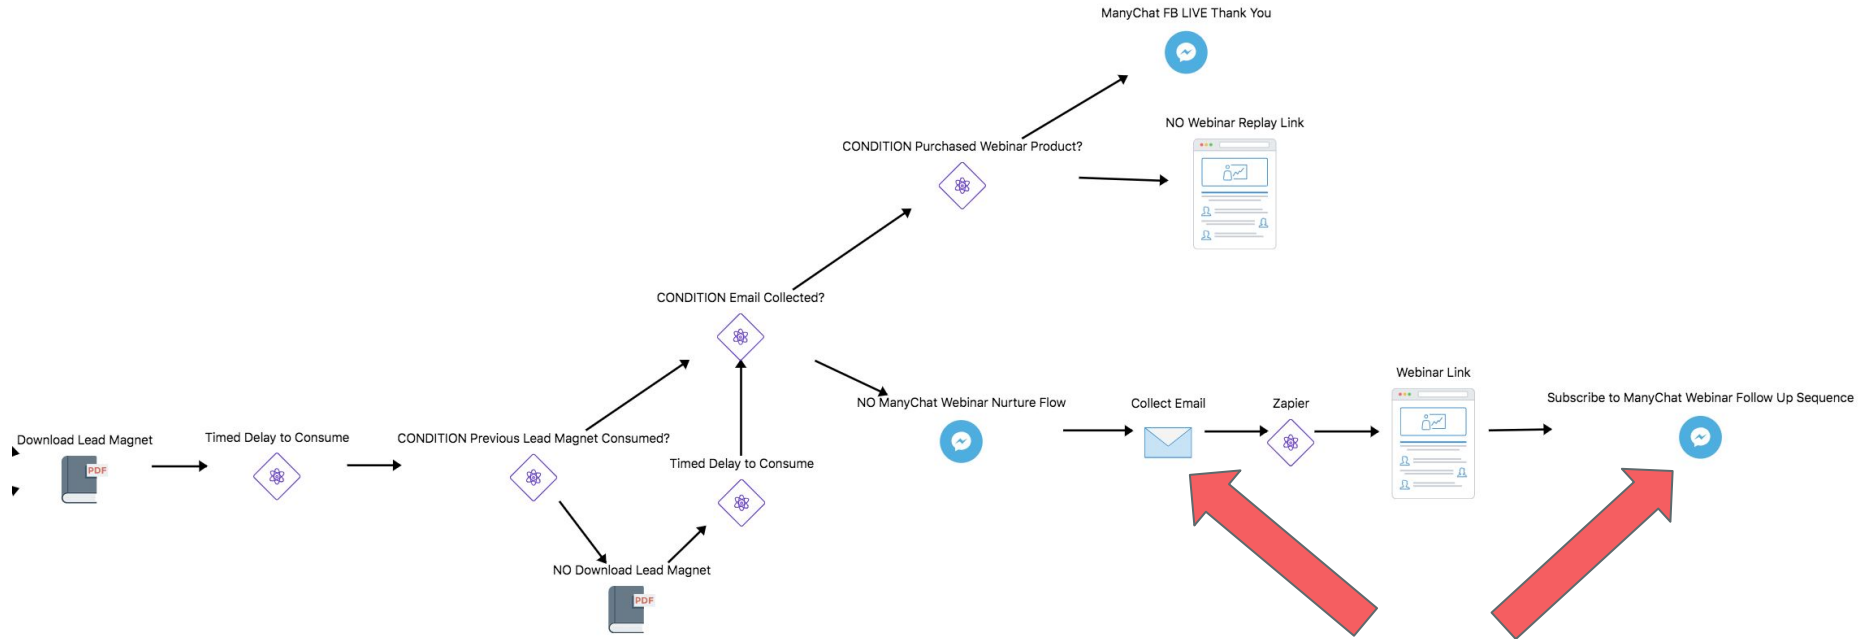 ManyChat FB LIVE Thank You
NO Webinar Replay Link
CONDITION Purchased Webinar Product?
CONDITION Email Collected?
Webinar Link
NO ManyChat Webinar Nurture Flow
Collect Email
Zapier
Subscribe to ManyChat Webinar Follow Up Sequence
Download Lead Magnet
PDF
Timed Delay to Consume
CONDITION Previous Lead Magnet Consumed?
Timed Delay to Consume
NO Download Lead Magnet
PDF